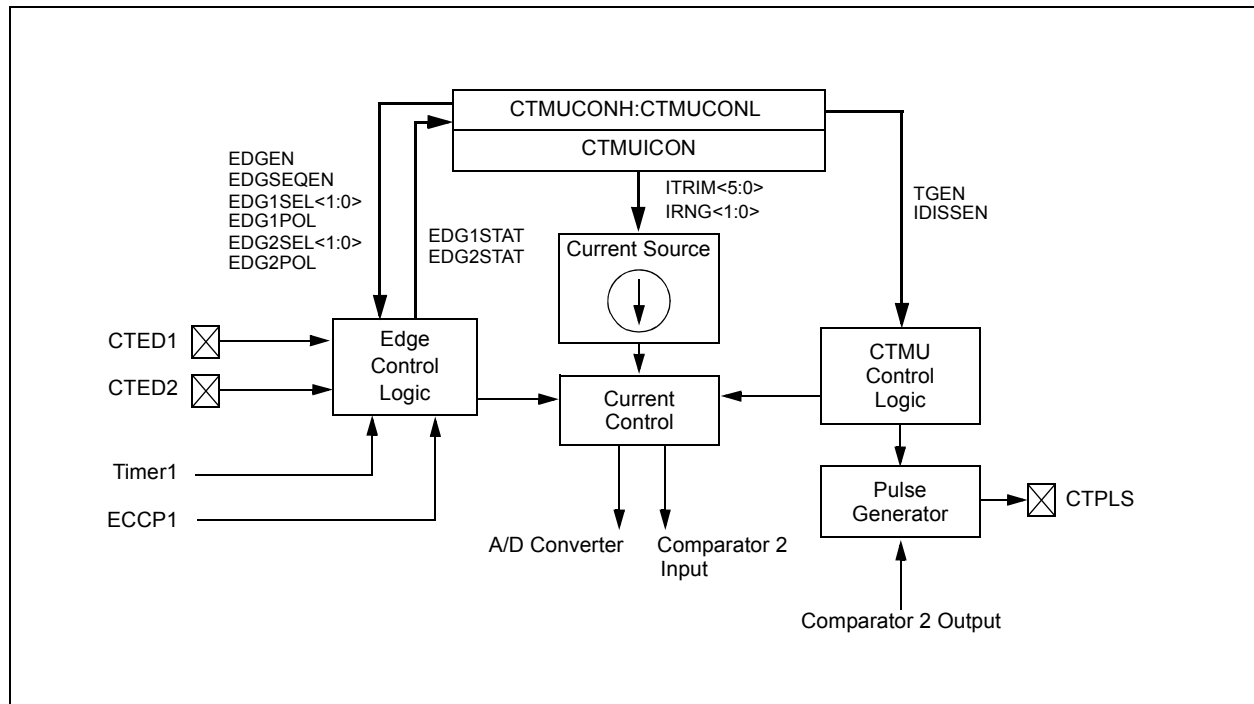 CTMUCONH:CTMUCONL
CTMUICON
EDGEN
EDGSEQEN
EDG1SEL<1:0>
EDG1POL
EDG2SEL<1:0>
EDG2POL
EDG1STAT
EDG2STAT
ITRIM<5:0>
IRNG<1:0>
TGEN
IDISSEN
Current Source
CTED1
CTED2
Edge
Control
Logic
Current
Control
CTMU
Control
Logic
Timer1
ECCP1
Pulse
Generator
CTPLS
A/D Converter
Comparator 2
Input
Comparator 2 Output